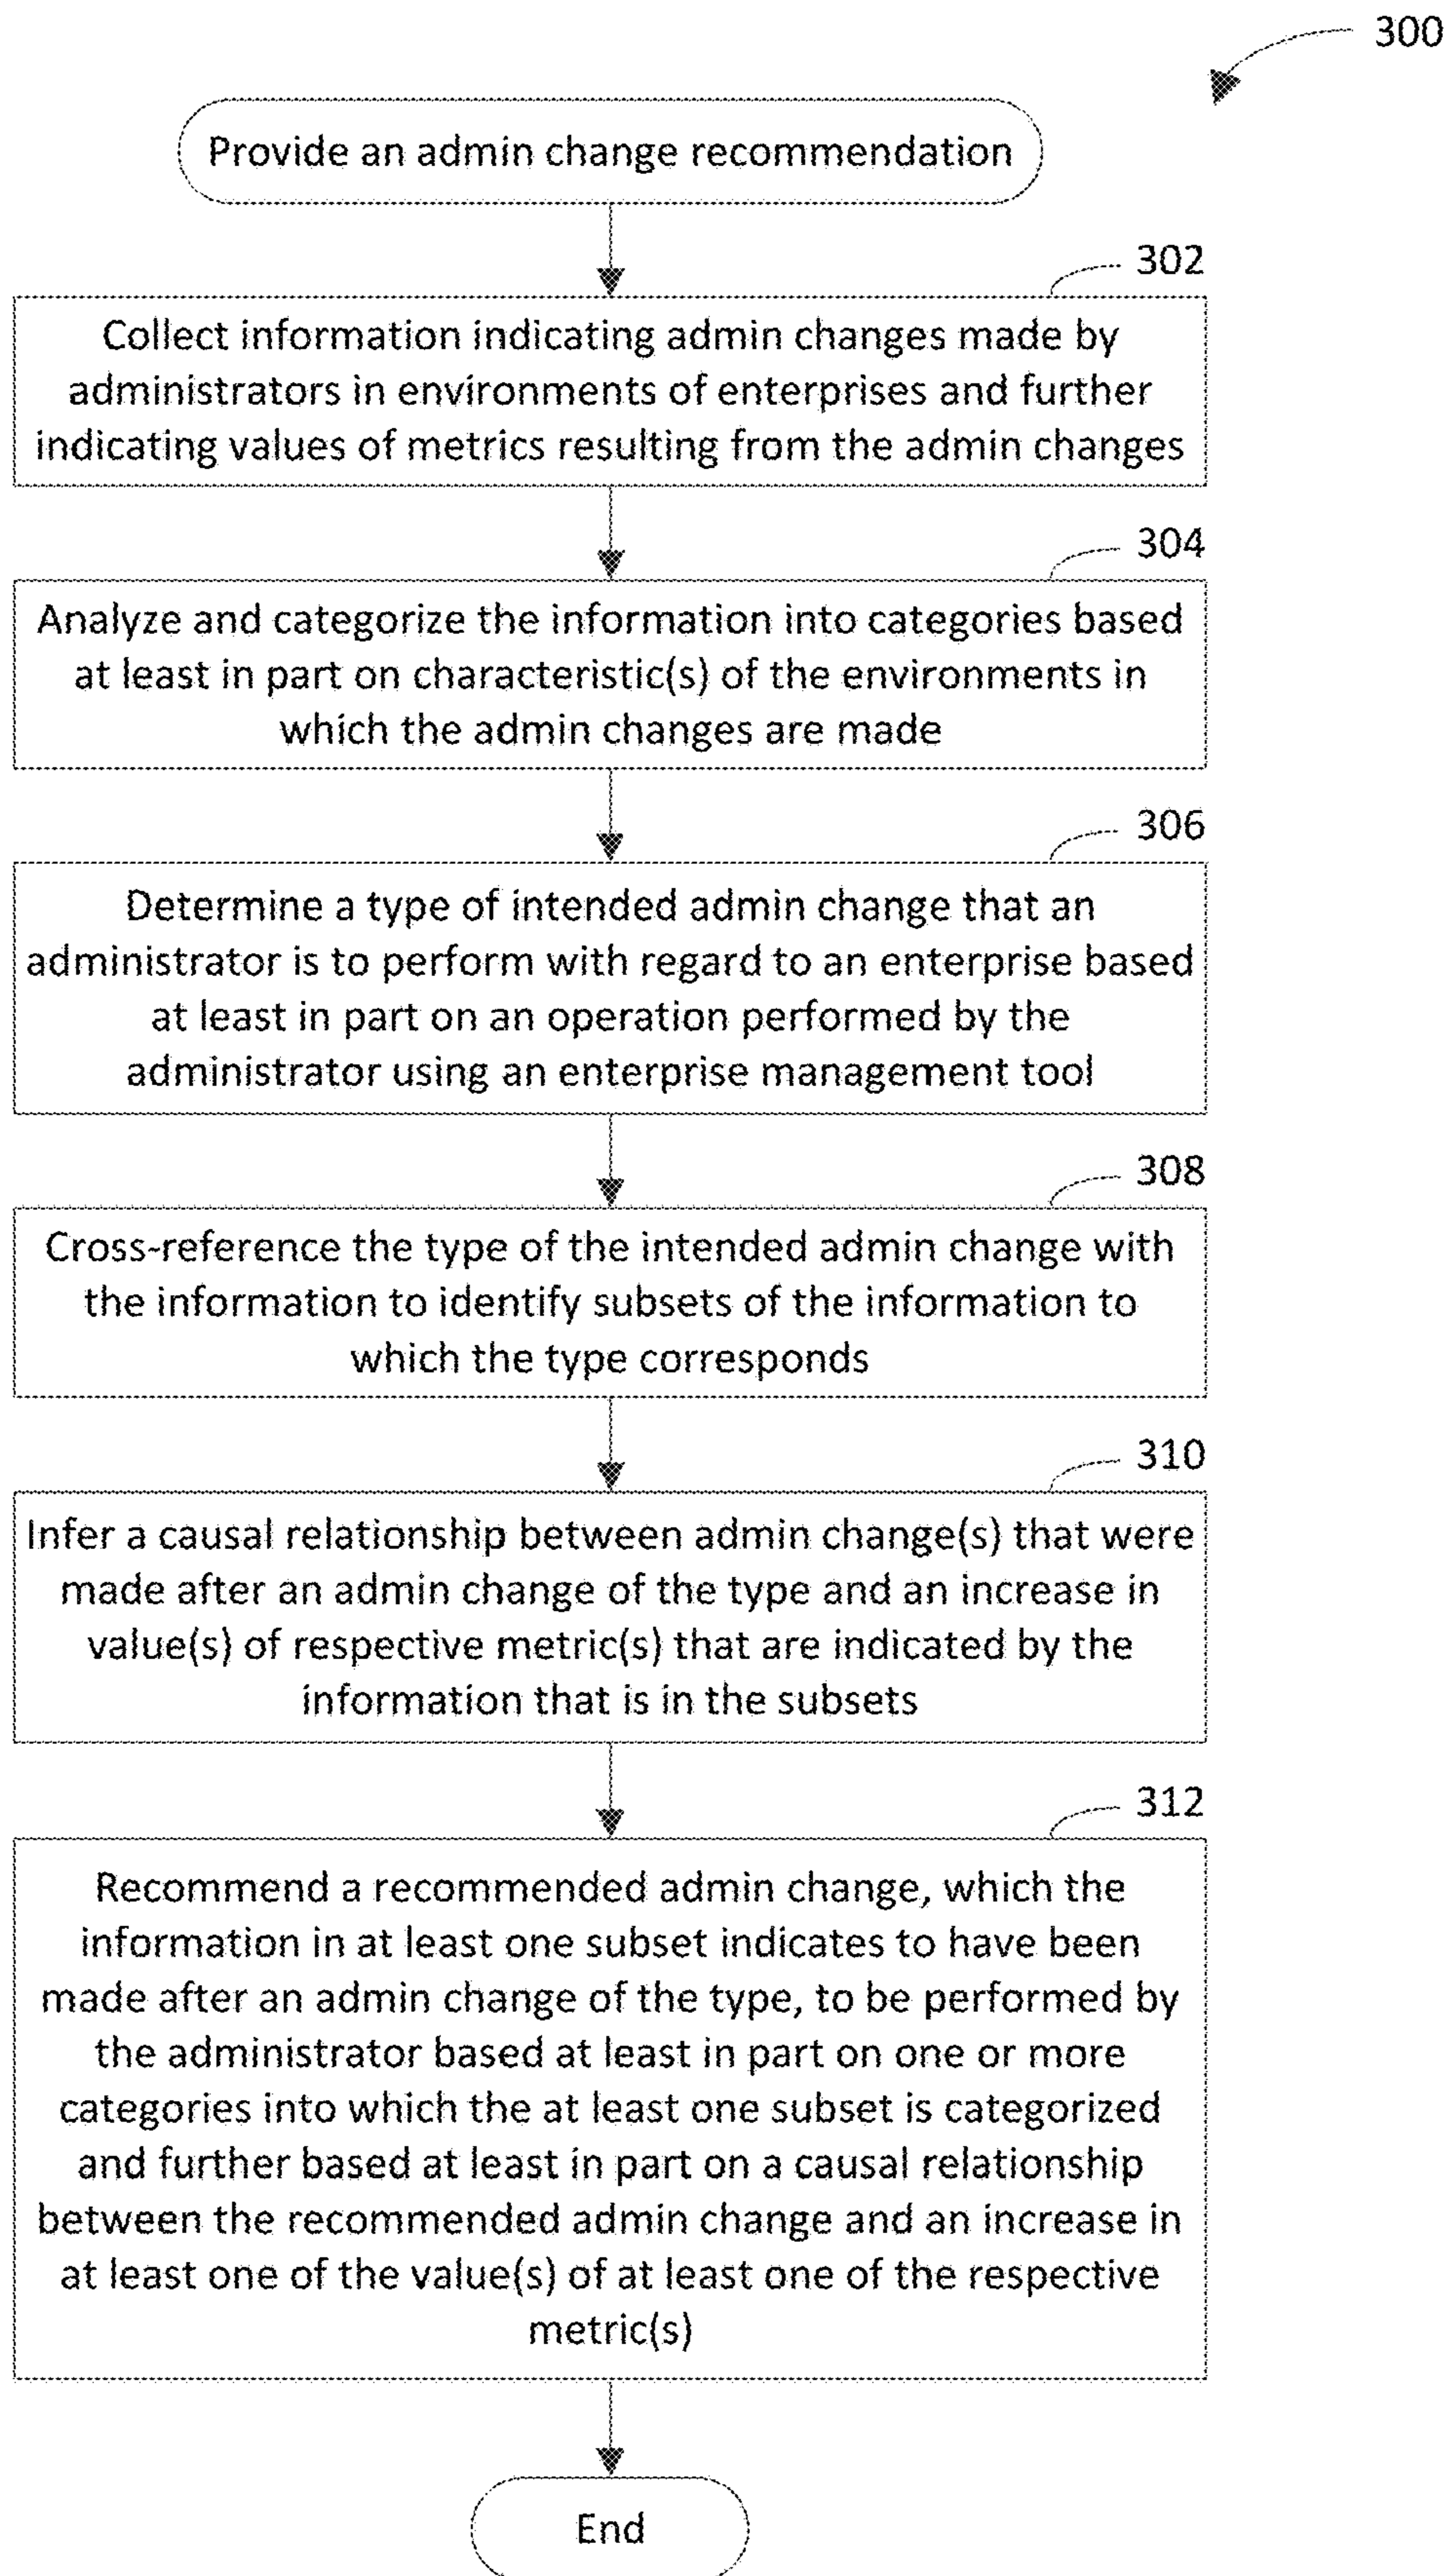 300
Provide an admin change recommendation
302
Collect information indicating admin changes made by
administrators in environments of enterprises and further
indicating values of metrics resulting from the admin changes
304
Analyze and categorize the information into categories based
at least in part on characteristic(s) of the environments in
which the admin changes are made
306
Determine a type of intended admin change that an
administrator is to perform with regard to an enterprise based
at least in part on an operation performed by the
administrator using an enterprise management tool
308
Cross-reference the type of the intended admin change with
the information to identify subsets of the information to
which the type corresponds
310
Infer a causal relationship between admin change(s) that were
made after an admin change of the type and an increase in
value(s) of respective metric(s) that are indicated by the
information that is in the subsets
312
Recommend a recommended admin change, which the
information in at least one subset indicates to have been
made after an admin change of the type, to be performed by
the administrator based at least in part on one or more
categories into which the at least one subset is categorized
and further based at least in part on a causal relationship
between the recommended admin change and an increase in
at least one of the value(s) of at least one of the respective
metric(s)
End